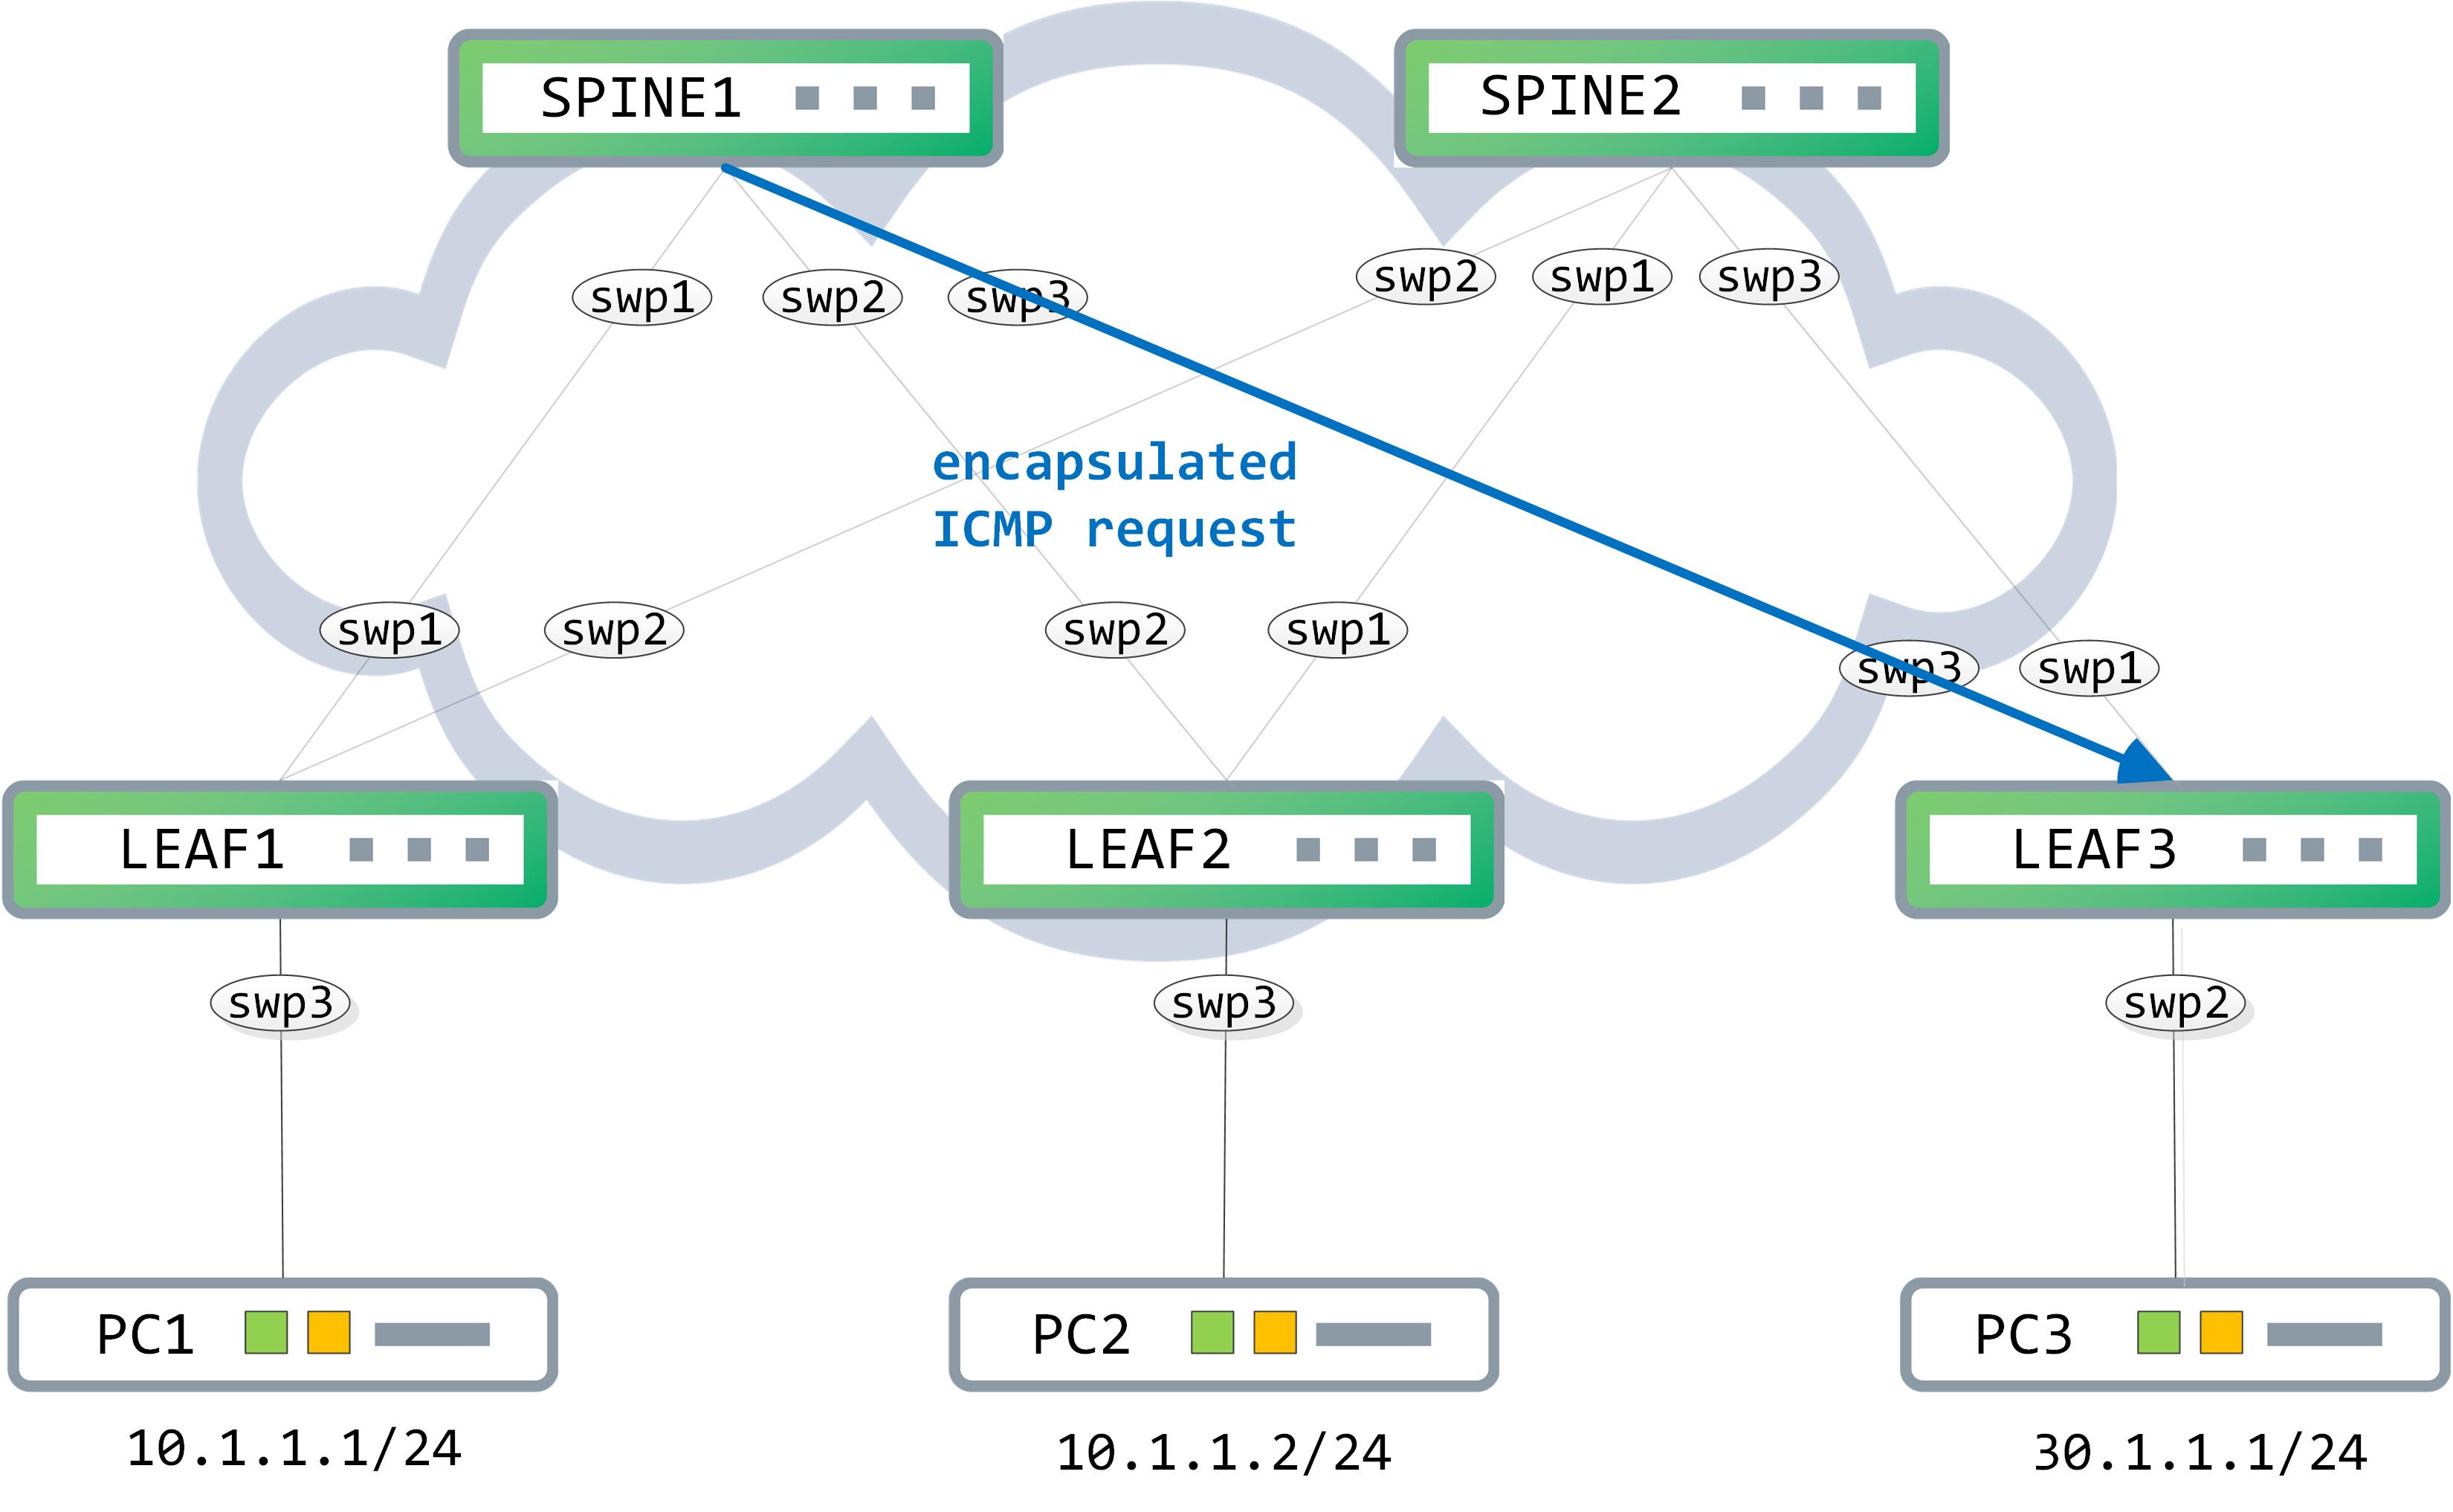 SPINE1
SPINE2
swp1
swp2
swp3
swp2
swp1
swp3
encapsulated
ICMP request
swp1
swp2
swp2
swp1
swp3
swp1
LEAF1
LEAF2
LEAF3
swp3
swp3
swp2
PC1
PC2
PC3
10.1.1.1/24
10.1.1.2/24
30.1.1.1/24